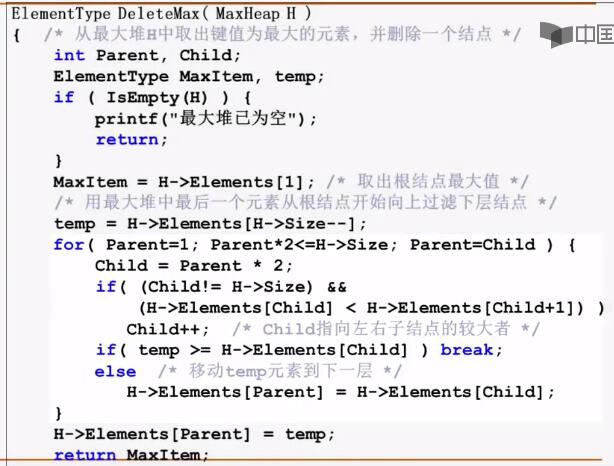 ElementType DeleteMax( MaxHeap H )
{ /* 从最大堆H中取出键值为最大的元素，并删除一个结点 */
中国
int Parent, Child;
ElementType MaxItem, temp;
if ( IsEmpty(H) ) {
printf("最大堆已为空");
return;
}
MaxItem = H->Elements[1]; /* 取出根结点最大值 */
/* 用最大堆中最后一个元素从根结点开始向上过滤下层结点 */
temp = H->Elements[H->Size--];
for( Parent=1; Parent*2<=H->Size; Parent=Child ) {
Child = Parent * 2;
if( (Child!= H->Size) &&
(H->Elements[Child] < H->Elements[Child+1]) )
Child++; /* Child指向左右子结点的较大者 */
if( temp >= H->Elements[Child] ) break;
else /* 移动temp元素到下一层 */
H->Elements[Parent] = H->Elements[Child];
}
H->Elements[Parent] = temp;
return MaxItem;